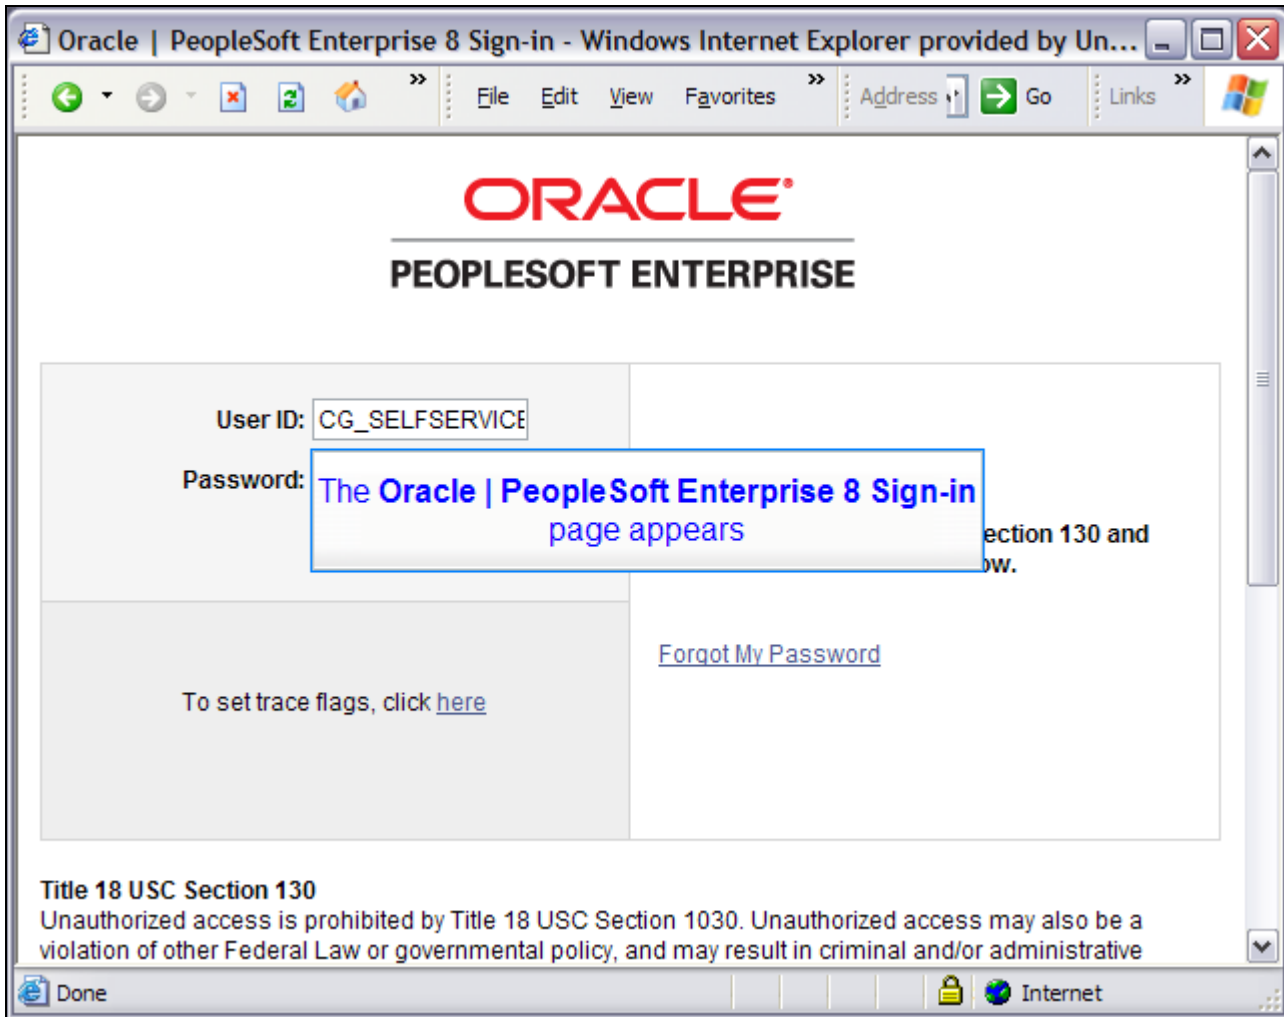 Oracle | PeopleSoft Enterprise 8 Sign-in - Windows Internet Explorer provided by Un...
» File Edit View Favorites » Address Go Links »
ORACLE®
PEOPLESOFT ENTERPRISE
User ID: CG_SELFSERVICE
Password:
The Oracle | PeopleSoft Enterprise 8 Sign-in
page appears
ection 130 and
ow.
Forgot My Password
To set trace flags, click here
Title 18 USC Section 130
Unauthorized access is prohibited by Title 18 USC Section 1030. Unauthorized access may also be a
violation of other Federal Law or governmental policy, and may result in criminal and/or administrative
Done Internet